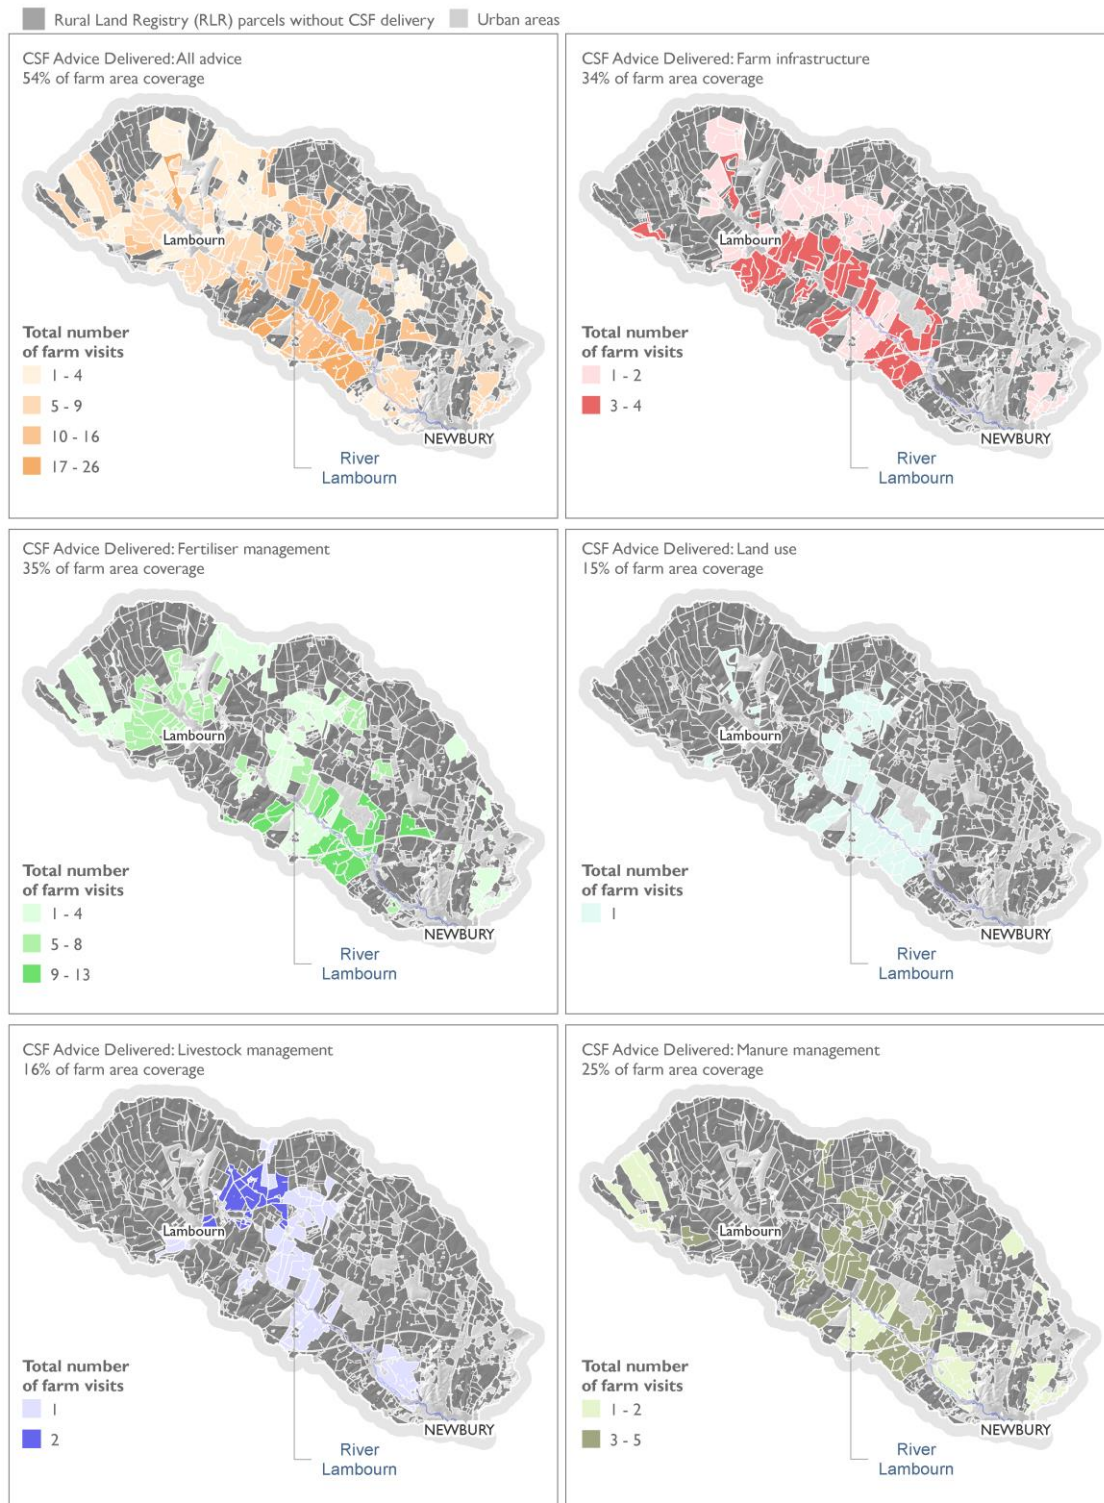 Rural Land Registry (RLR) parcels without CSF delivery Urban areas
CSF Advice Delivered: All advice
54% of farm area coverage
Lambourn
Total number
of farm visits
1 - 4
5 - 9
10 - 16
17 - 26
NEWBURY
River
Lambourn
CSF Advice Delivered: Farm infrastructure
34% of farm area coverage
Lambourn
Total number
of farm visits
1 - 2
3 - 4
NEWBURY
River
Lambourn
CSF Advice Delivered: Fertiliser management
35% of farm area coverage
Lambourn
Total number
of farm visits
1 - 4
5 - 8
9 - 13
NEWBURY
River
Lambourn
CSF Advice Delivered: Land use
15% of farm area coverage
Lambourn
Total number
of farm visits
1
NEWBURY
River
Lambourn
CSF Advice Delivered: Livestock management
16% of farm area coverage
Lambourn
Total number
of farm visits
1
2
NEWBURY
River
Lambourn
CSF Advice Delivered: Manure management
25% of farm area coverage
Lambourn
Total number
of farm visits
1 - 2
3 - 5
NEWBURY
River
Lambourn